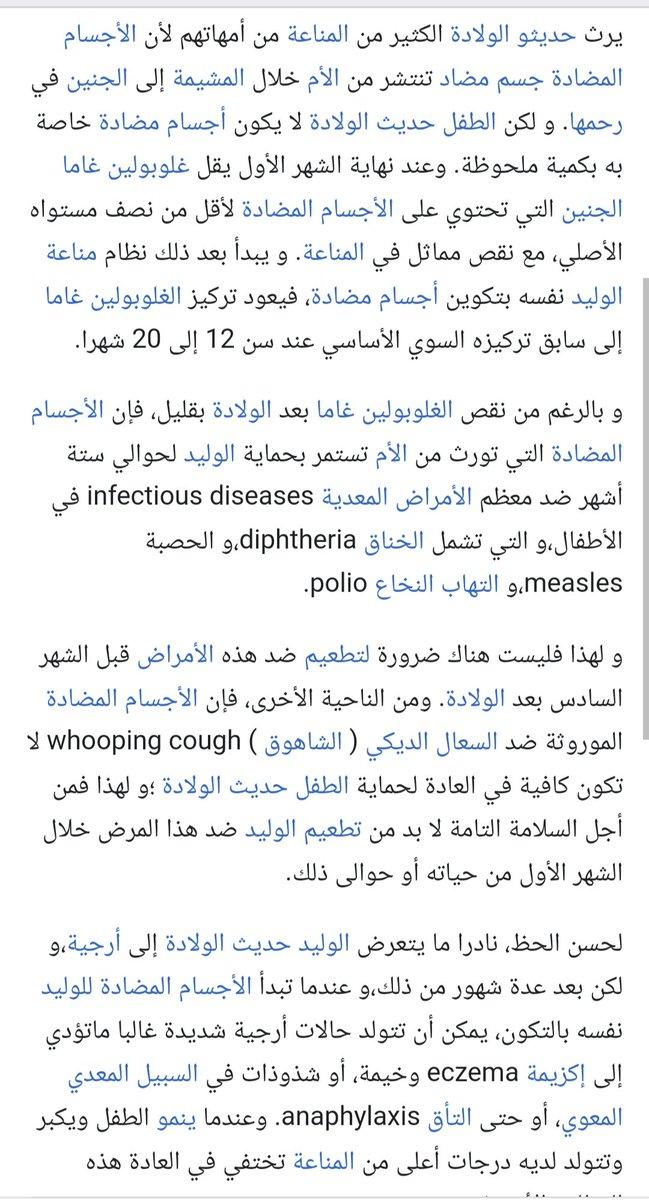 يرث حديثو الولادة الكثير من المناعة من أمهاتهم لأن الأجسام
المضادة جسم مضاد تنتشر من الأم خلال المشيمة إلى الجنين في
رحمها. و لكن الطفل حديث الولادة لا يكون أجسام مضادة خاصة
به بكمية ملحوظة. وعند نهاية الشهر الأول يقل غلوبولين غاما
الجنين التي تحتوي على الأجسام المضادة لأقل من نصف مستواه
الأصلي، مع نقص مماثل في المناعة. و يبدأ بعد ذلك نظام مناعة
الوليد نفسه بتكوين أجسام مضادة، فيعود تركيز الغلوبولين غاما
إلى سابق تركيزه السوي الأساسي عند سن 12 إلى 20 شهرا.
و بالرغم من نقص الغلوبولين غاما بعد الولادة بقليل، فإن الأجسام
المضادة التي تورث من الأم تستمر بحماية الوليد لحوالي ستة
أشهر ضد معظم الأمراض المعدية infectious diseases في
الأطفال،و التي تشمل الخناق diphtheria،و الحصبة
measles،و التهاب النخاع polio.
و لهذا فليست هناك ضرورة لتطعيم ضد هذه الأمراض قبل الشهر
السادس بعد الولادة. ومن الناحية الأخرى، فإن الأجسام المضادة
الموروثة ضد السعال الديكي ( الشاهوق ) whooping cough لا
تكون كافية في العادة لحماية الطفل حديث الولادة ؛و لهذا فمن
أجل السلامة التامة لا بد من تطعيم الوليد ضد هذا المرض خلال
الشهر الأول من حياته أو حوالى ذلك.
لحسن الحظ، نادرا ما يتعرض الوليد حديث الولادة إلى أرجية،و
لكن بعد عدة شهور من ذلك،و عندما تبدأ الأجسام المضادة للوليد
نفسه بالتكون، يمكن أن تتولد حالات أرجية شديدة غالبا ماتؤدي
إلى إكزيمة eczema وخيمة، أو شذوذات في السبيل المعدي
المعوي، أو حتى التأق anaphylaxis. وعندما ينمو الطفل ويكبر
وتتولد لديه درجات أعلى من المناعة تختفي في العادة هذه